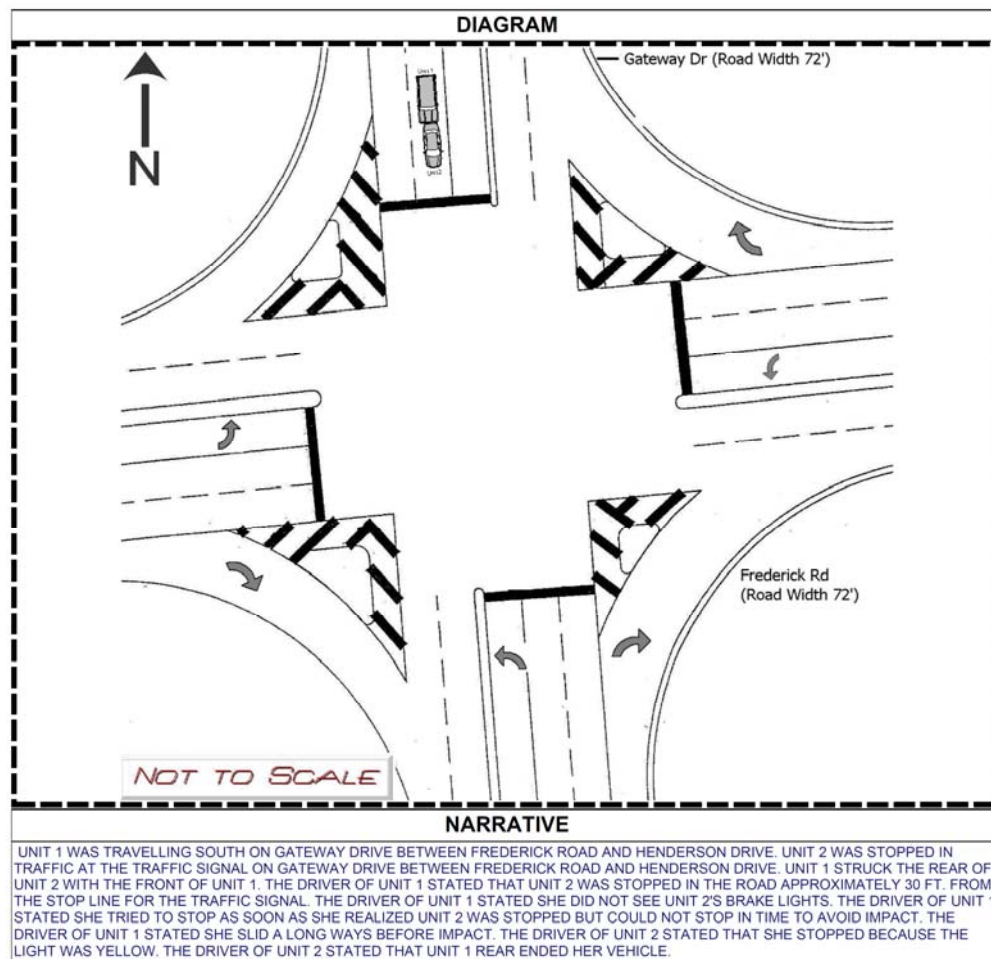 DIAGRAM
Gateway Dr (Road Width 72')
Unit1
N
Unit2
Frederick Rd
(Road Width 72')
NOT TO SCALE
NARRATIVE
UNIT 1 WAS TRAVELLING SOUTH ON GATEWAY DRIVE BETWEEN FREDERICK ROAD AND HENDERSON DRIVE. UNIT 2 WAS STOPPED IN
TRAFFIC AT THE TRAFFIC SIGNAL ON GATEWAY DRIVE BETWEEN FREDERICK ROAD AND HENDERSON DRIVE. UNIT 1 STRUCK THE REAR OF
UNIT 2 WITH THE FRONT OF UNIT 1. THE DRIVER OF UNIT 1 STATED THAT UNIT 2 WAS STOPPED IN THE ROAD APPROXIMATELY 30 FT. FROM
THE STOP LINE FOR THE TRAFFIC SIGNAL. THE DRIVER OF UNIT 1 STATED SHE DID NOT SEE UNIT 2'S BRAKE LIGHTS. THE DRIVER OF UNIT 1
STATED SHE TRIED TO STOP AS SOON AS SHE REALIZED UNIT 2 WAS STOPPED BUT COULD NOT STOP IN TIME TO AVOID IMPACT. THE
DRIVER OF UNIT 1 STATED SHE SLID A LONG WAYS BEFORE IMPACT. THE DRIVER OF UNIT 2 STATED THAT SHE STOPPED BECAUSE THE
LIGHT WAS YELLOW. THE DRIVER OF UNIT 2 STATED THAT UNIT 1 REAR ENDED HER VEHICLE.